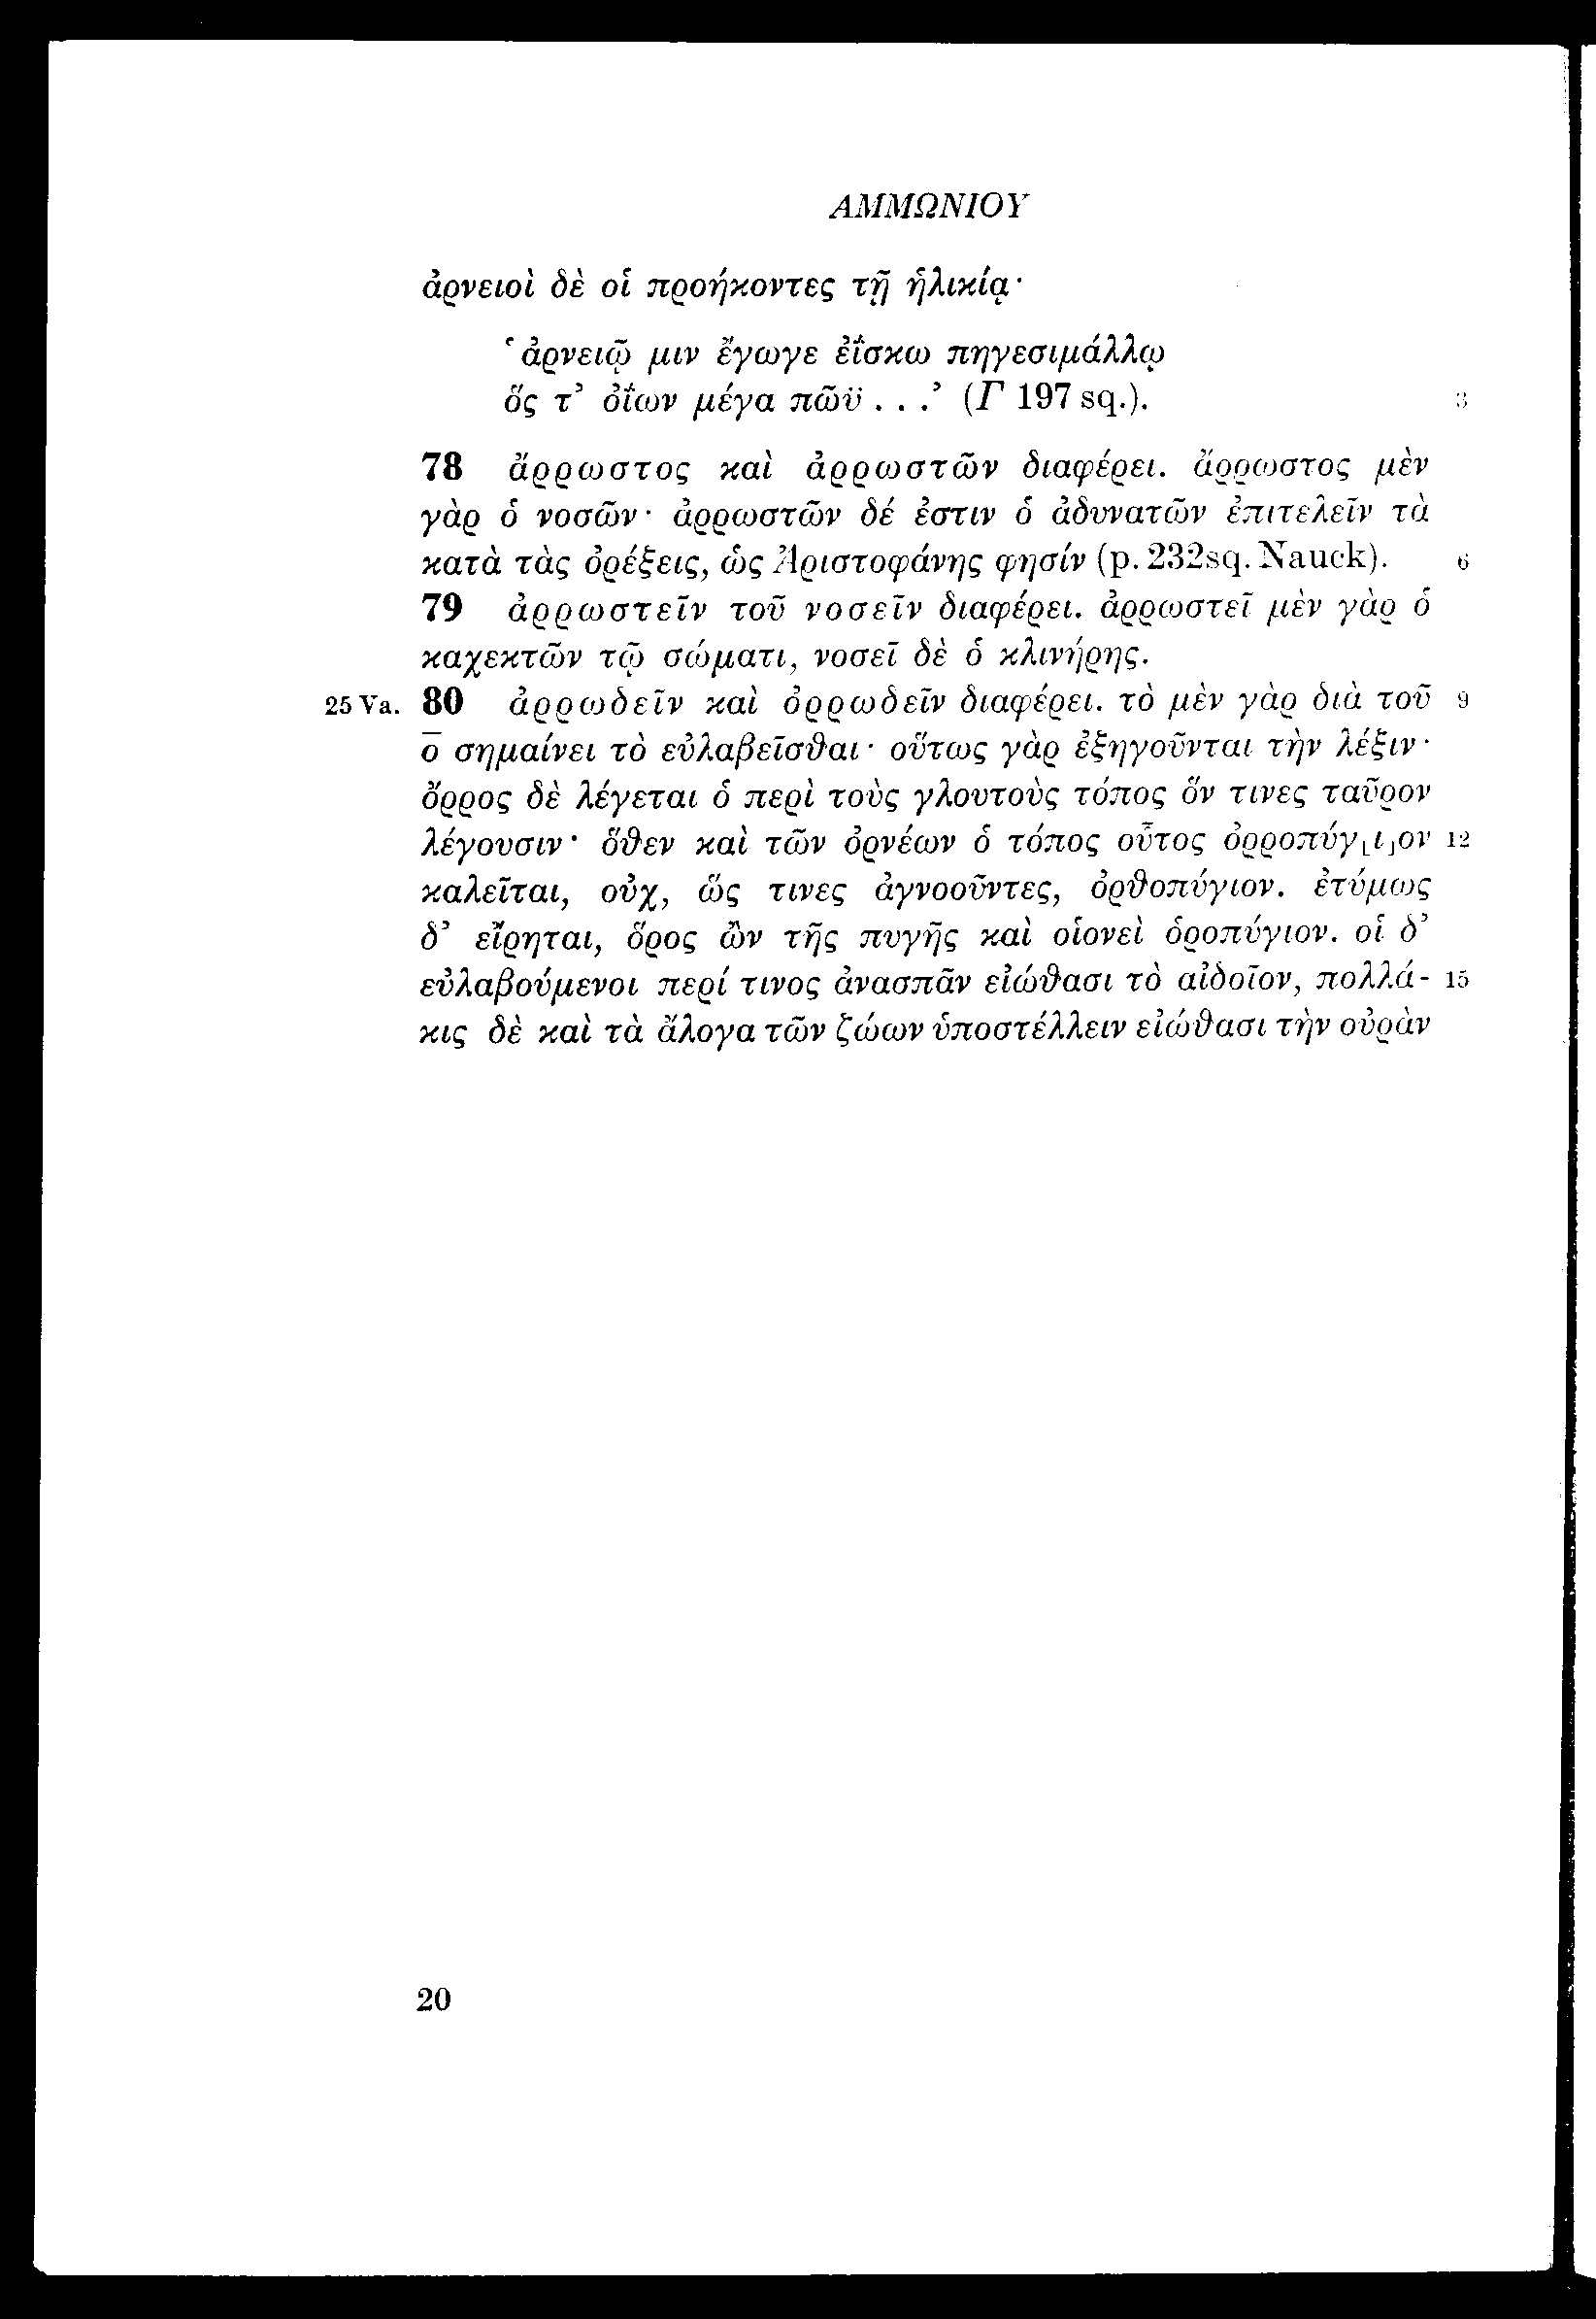 ΑΜΜΩΝΙΟΥ
ἀρνειοὶ δὲ οἱ προήκοντες τῇ ἡλικίᾳ·
‘ἀρνειῷ μιν ἔγωγε ἐΐσκω πηγεσιμάλλῳ
ὅς τ’ ὀΐων μέγα πῶϋ . . .’ (Γ 197 sq.). 3
78 ἄρρωστος καὶ ἀρρωστῶν διαφέρει. ἄρρωστος μὲν
γὰρ ὁ νοσῶν· ἀρρωστῶν δέ ἐστιν ὁ ἀδυνατῶν ἐπιτελεῖν τὰ
κατὰ τὰς ὀρέξεις, ὡς Ἀριστοφάνης φησίν (p. 232sq. Nauck). 6
79 ἀρρωστεῖν τοῦ νοσεῖν διαφέρει. ἀρρωστεῖ μὲν γὰρ ὁ
καχεκτῶν τῷ σώματι, νοσεῖ δὲ ὁ κλινήρης.
25 Va. 80 ἀρρωδεῖν καὶ ὀρρωδεῖν διαφέρει. τὸ μὲν γὰρ διὰ τοῦ 9
ο̅ σημαίνει τὸ εὐλαβεῖσθαι· οὕτως γὰρ ἐξηγοῦνται τὴν λέξιν·
ὄρρος δὲ λέγεται ὁ περὶ τοὺς γλουτοὺς τόπος ὅν τινες ταῦρον
λέγουσιν· ὅθεν καὶ τῶν ὀρνέων ὁ τόπος οὗτος ὀρροπύγ⸤ι⸥ον 12
καλεῖται, οὐχ, ὥς τινες ἀγνοοῦντες, ὀρθοπύγιον. ἐτύμως
δ’ εἴρηται, ὅρος ὢν τῆς πυγῆς καὶ οἱονεὶ ὁροπύγιον. οἱ δ’
εὐλαβούμενοι περί τινος ἀνασπᾶν εἰώθασι τὸ αἰδοῖον, πολλά- 15
κις δὲ καὶ τὰ ἄλογα τῶν ζώων ὑποστέλλειν εἰώθασι τὴν οὐρὰν
20